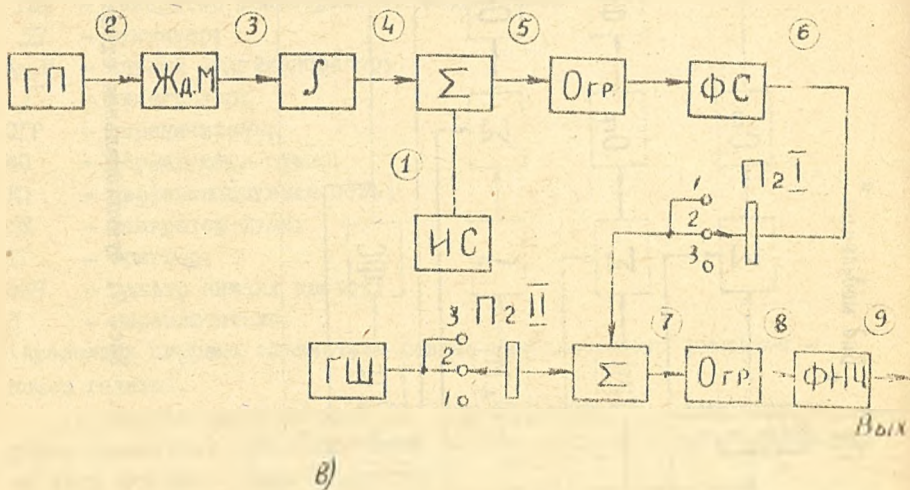 2 3 4 5 6
ГП Жд.М ∫ Σ Огр. ФС
1 П2 I
1
2
3
НС
3 П2 II 7 8 9
2
1
ГШ Σ Огр. ФНЧ
Вых
в)